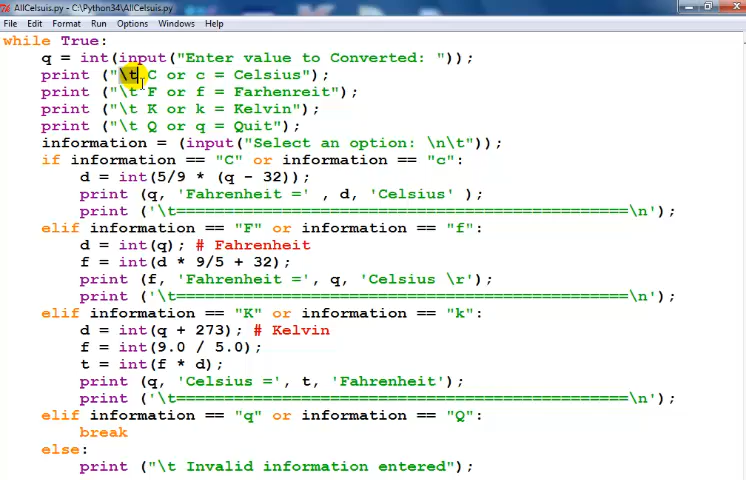 AllCelsuis.py - C:\Python34\AllCelsuis.py
File Edit Format Run Options Windows Help
while True:
    q = int(input("Enter value to Converted: "));
    print ("\t C or c = Celsius");
    print ("\t F or f = Farhenreit");
    print ("\t K or k = Kelvin");
    print ("\t Q or q = Quit");
    information = (input("Select an option: \n\t"));
    if information == "C" or information == "c":
        d = int(5/9 * (q - 32));
        print (q, 'Fahrenheit =' , d, 'Celsius' );
        print ('\t===============================================\n');
    elif information == "F" or information == "f":
        d = int(q); # Fahrenheit
        f = int(d * 9/5 + 32);
        print (f, 'Fahrenheit =', q, 'Celsius \r');
        print ('\t===============================================\n');
    elif information == "K" or information == "k":
        d = int(q + 273); # Kelvin
        f = int(9.0 / 5.0);
        t = int(f * d);
        print (q, 'Celsius =', t, 'Fahrenheit');
        print ('\t===============================================\n');
    elif information == "q" or information == "Q":
        break
    else:
        print ("\t Invalid information entered");